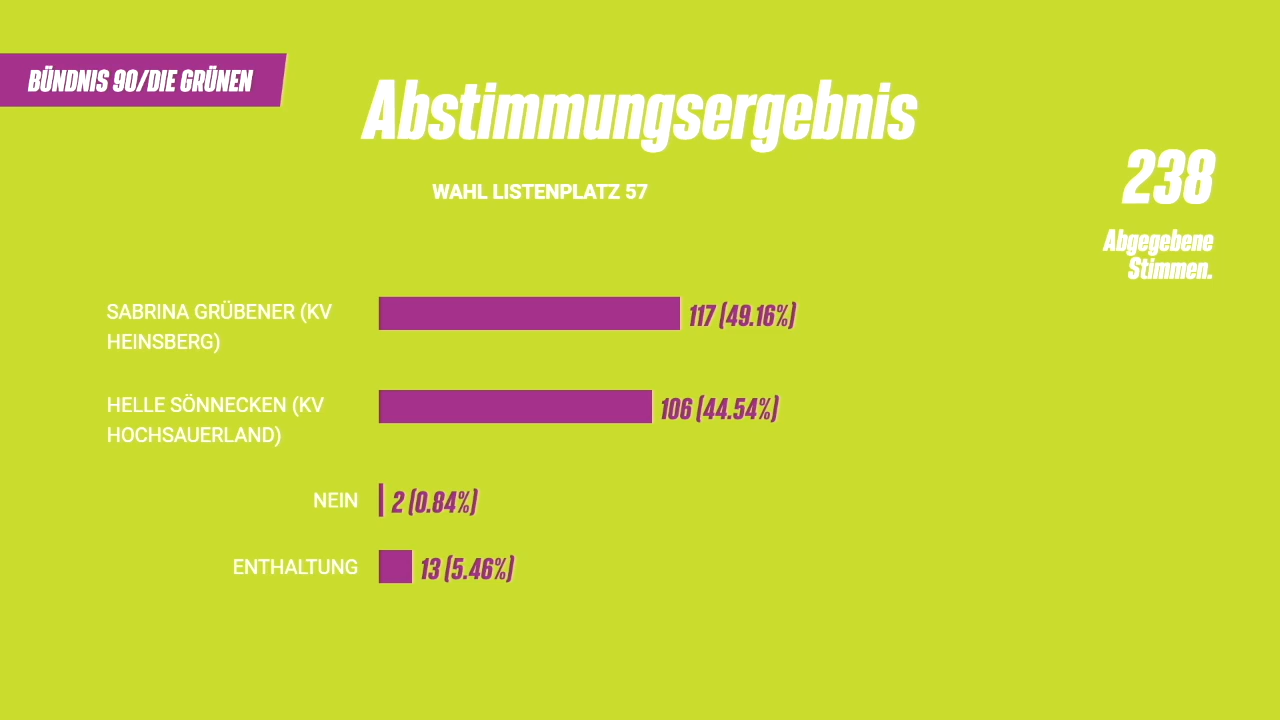 BÜNDNIS 90/DIE GRÜNEN
Abstimmungsergebnis
WAHL LISTENPLATZ 57
238
Abgegebene
Stimmen.
SABRINA GRÜBENER (KV
HEINSBERG)
117 (49.16%)
HELLE SÖNNECKEN (KV
HOCHSAUERLAND)
106 (44.54%)
NEIN
2 (0.84%)
ENTHALTUNG
13 (5.46%)